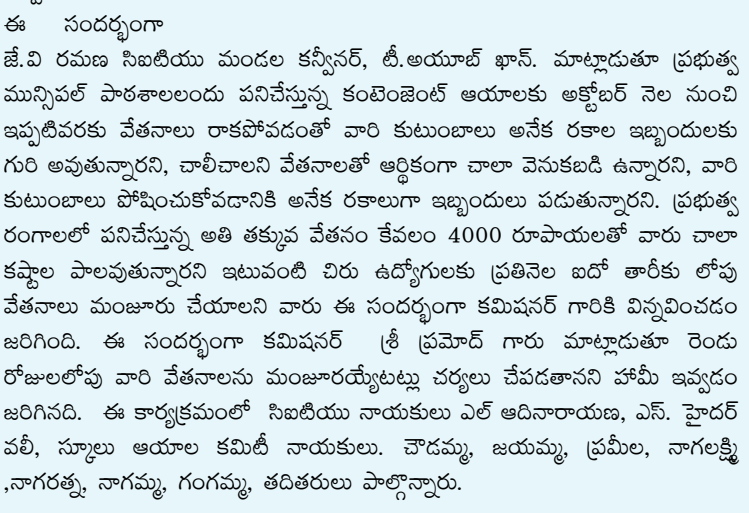 ఈ సందర్భంగా
జే.వి రమణ సిఐటియు మండల కన్వీనర్, టీ.అయూబ్ ఖాన్. మాట్లాడుతూ ప్రభుత్వ
మున్సిపల్ పాఠశాలలందు పనిచేస్తున్న కంటెంజెంట్ ఆయాలకు అక్టోబర్ నెల నుంచి
ఇప్పటివరకు వేతనాలు రాకపోవడంతో వారి కుటుంబాలు అనేక రకాల ఇబ్బందులకు
గురి అవుతున్నారని, చాలీచాలని వేతనాలతో ఆర్థికంగా చాలా వెనుకబడి ఉన్నారని, వారి
కుటుంబాలు పోషించుకోవడానికి అనేక రకాలుగా ఇబ్బందులు పడుతున్నారని. ప్రభుత్వ
రంగాలలో పనిచేస్తున్న అతి తక్కువ వేతనం కేవలం 4000 రూపాయలతో వారు చాలా
కష్టాల పాలవుతున్నారని ఇటువంటి చిరు ఉద్యోగులకు ప్రతినెల ఐదో తారీకు లోపు
వేతనాలు మంజూరు చేయాలని వారు ఈ సందర్భంగా కమిషనర్ గారికి విన్నవించడం
జరిగింది. ఈ సందర్భంగా కమిషనర్ శ్రీ ప్రమోద్ గారు మాట్లాడుతూ రెండు
రోజులలోపు వారి వేతనాలను మంజూరయ్యేటట్లు చర్యలు చేపడతానని హామీ ఇవ్వడం
జరిగినది. ఈ కార్యక్రమంలో సిఐటియు నాయకులు ఎల్ ఆదినారాయణ, ఎస్. హైదర్
వలీ, స్కూలు ఆయాల కమిటీ నాయకులు. చౌడమ్మ, జయమ్మ, ప్రమీల, నాగలక్ష్మి
,నాగరత్న, నాగమ్మ, గంగమ్మ, తదితరులు పాల్గొన్నారు.